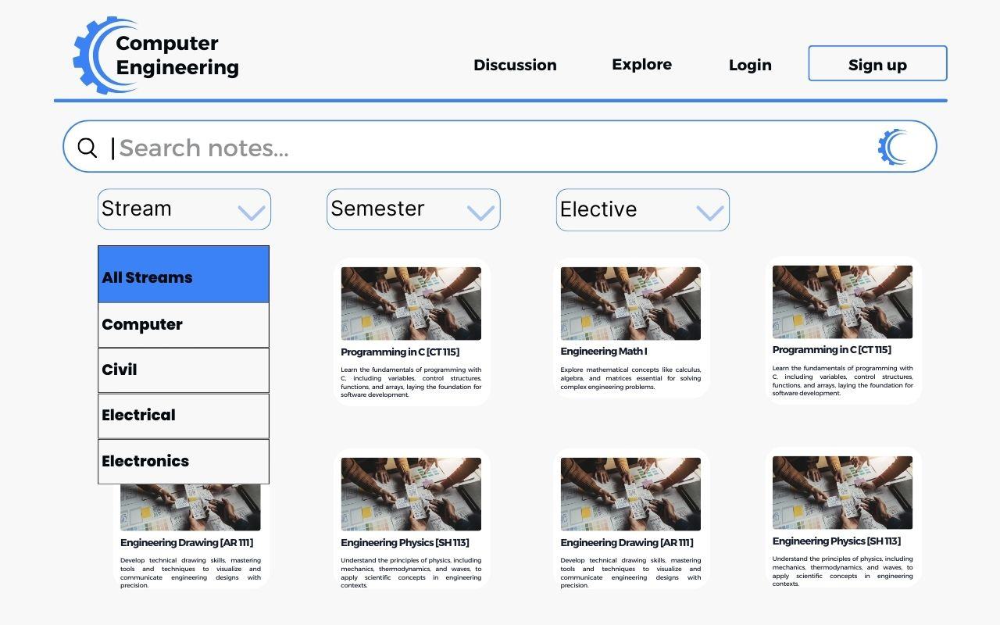 Computer
Engineering
Discussion
Explore
Login
Sign up
Search notes...
Stream
Semester
Elective
All Streams
Computer
Civil
Electrical
Electronics
Programming in C [CT 115]
Learn the fundamentals of programming with
C, including variables, control structures,
functions, and arrays, laying the foundation for
software development.
Engineering Math I
Explore mathematical concepts like calculus,
algebra, and matrices essential for solving
complex engineering problems.
Programming in C [CT 115]
Learn the fundamentals of programming with
C, including variables, control structures,
functions, and arrays, laying the foundation for
software development.
Engineering Drawing [AR 111]
Develop technical drawing skills, mastering
tools and techniques to visualize and
communicate engineering designs with
precision.
Engineering Physics [SH 113]
Understand the principles of physics, including
mechanics, thermodynamics, and waves, to
apply scientific concepts in engineering
contexts.
Engineering Drawing [AR 111]
Develop technical drawing skills, mastering
tools and techniques to visualize and
communicate engineering designs with
precision.
Engineering Physics [SH 113]
Understand the principles of physics, including
mechanics, thermodynamics, and waves, to
apply scientific concepts in engineering
contexts.